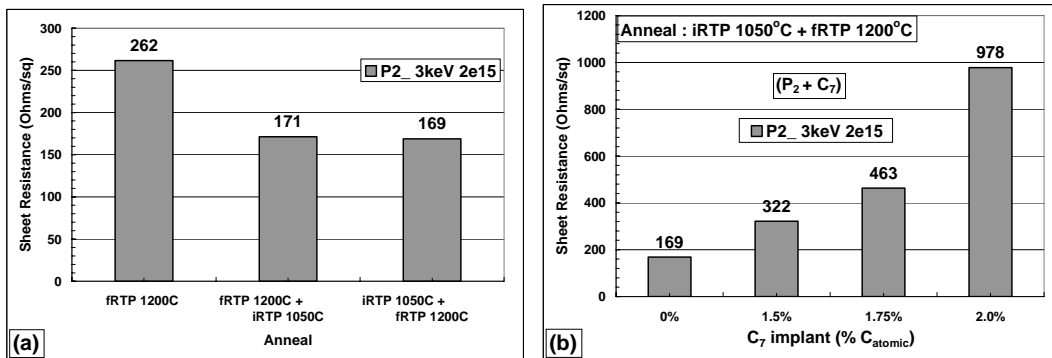 300
250
200
150
100
50
0
Sheet Resistance (Ohms/sq)
262
171
169
P2_ 3keV 2e15
fRTP 1200C
fRTP 1200C +
iRTP 1050C
iRTP 1050C +
fRTP 1200C
Anneal
(a)
1200
1000
800
600
400
200
0
Sheet Resistance (Ohms/sq)
Anneal : iRTP 1050°C + fRTP 1200°C
(P₂ + C₇)
P2_ 3keV 2e15
169
322
463
978
0%
1.5%
1.75%
2.0%
C₇ implant (% Cₐₜₒₘᵢc)
(b)